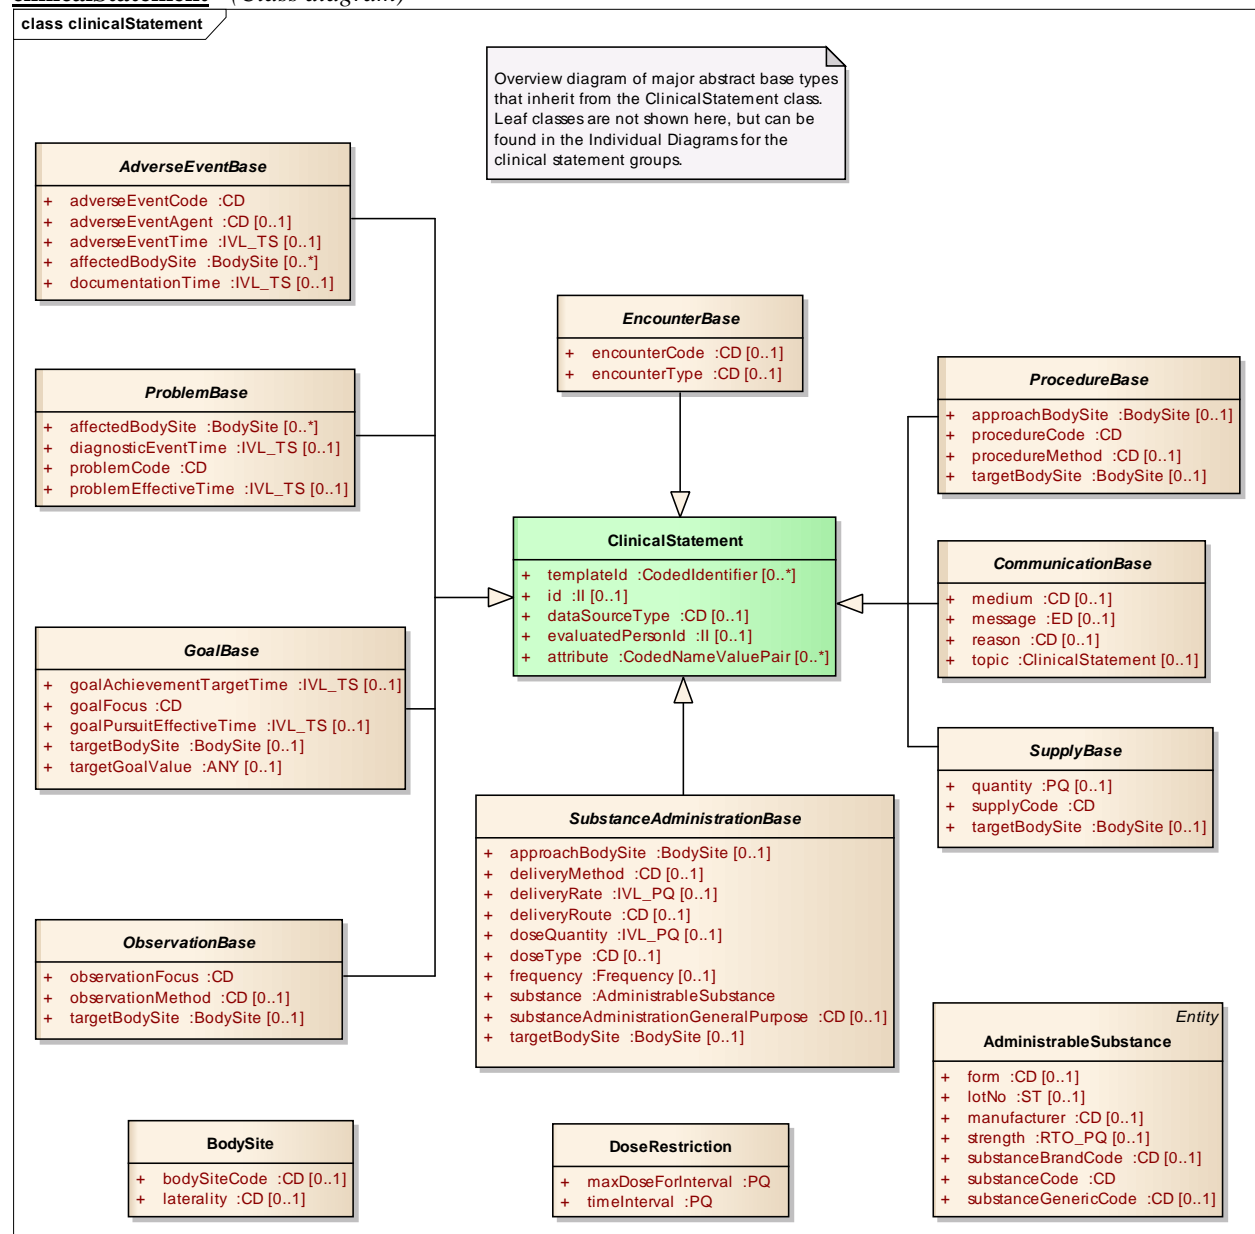 clinicalStatement (Class diagram)
class clinicalStatement
Overview diagram of major abstract base types
that inherit from the ClinicalStatement class.
Leaf classes are not shown here, but can be
found in the Individual Diagrams for the
clinical statement groups.
AdverseEventBase
+ adverseEventCode :CD
+ adverseEventAgent :CD [0..1]
+ adverseEventTime :IVL_TS [0..1]
+ affectedBodySite :BodySite [0..*]
+ documentationTime :IVL_TS [0..1]
EncounterBase
+ encounterCode :CD [0..1]
+ encounterType :CD [0..1]
ProblemBase
+ affectedBodySite :BodySite [0..*]
+ diagnosticEventTime :IVL_TS [0..1]
+ problemCode :CD
+ problemEffectiveTime :IVL_TS [0..1]
ProcedureBase
+ approachBodySite :BodySite [0..1]
+ procedureCode :CD
+ procedureMethod :CD [0..1]
+ targetBodySite :BodySite [0..1]
ClinicalStatement
+ templateId :CodedIdentifier [0..*]
+ id :II [0..1]
+ dataSourceType :CD [0..1]
+ evaluatedPersonId :II [0..1]
+ attribute :CodedNameValuePair [0..*]
CommunicationBase
+ medium :CD [0..1]
+ message :ED [0..1]
+ reason :CD [0..1]
+ topic :ClinicalStatement [0..1]
GoalBase
+ goalAchievementTargetTime :IVL_TS [0..1]
+ goalFocus :CD
+ goalPursuitEffectiveTime :IVL_TS [0..1]
+ targetBodySite :BodySite [0..1]
+ targetGoalValue :ANY [0..1]
SupplyBase
+ quantity :PQ [0..1]
+ supplyCode :CD
+ targetBodySite :BodySite [0..1]
SubstanceAdministrationBase
+ approachBodySite :BodySite [0..1]
+ deliveryMethod :CD [0..1]
+ deliveryRate :IVL_PQ [0..1]
+ deliveryRoute :CD [0..1]
+ doseQuantity :IVL_PQ [0..1]
+ doseType :CD [0..1]
+ frequency :Frequency [0..1]
+ substance :AdministrableSubstance
+ substanceAdministrationGeneralPurpose :CD [0..1]
+ targetBodySite :BodySite [0..1]
ObservationBase
+ observationFocus :CD
+ observationMethod :CD [0..1]
+ targetBodySite :BodySite [0..1]
Entity
AdministrableSubstance
+ form :CD [0..1]
+ lotNo :ST [0..1]
+ manufacturer :CD [0..1]
+ strength :RTO_PQ [0..1]
+ substanceBrandCode :CD [0..1]
+ substanceCode :CD
+ substanceGenericCode :CD [0..1]
BodySite
+ bodySiteCode :CD [0..1]
+ laterality :CD [0..1]
DoseRestriction
+ maxDoseForInterval :PQ
+ timeInterval :PQ